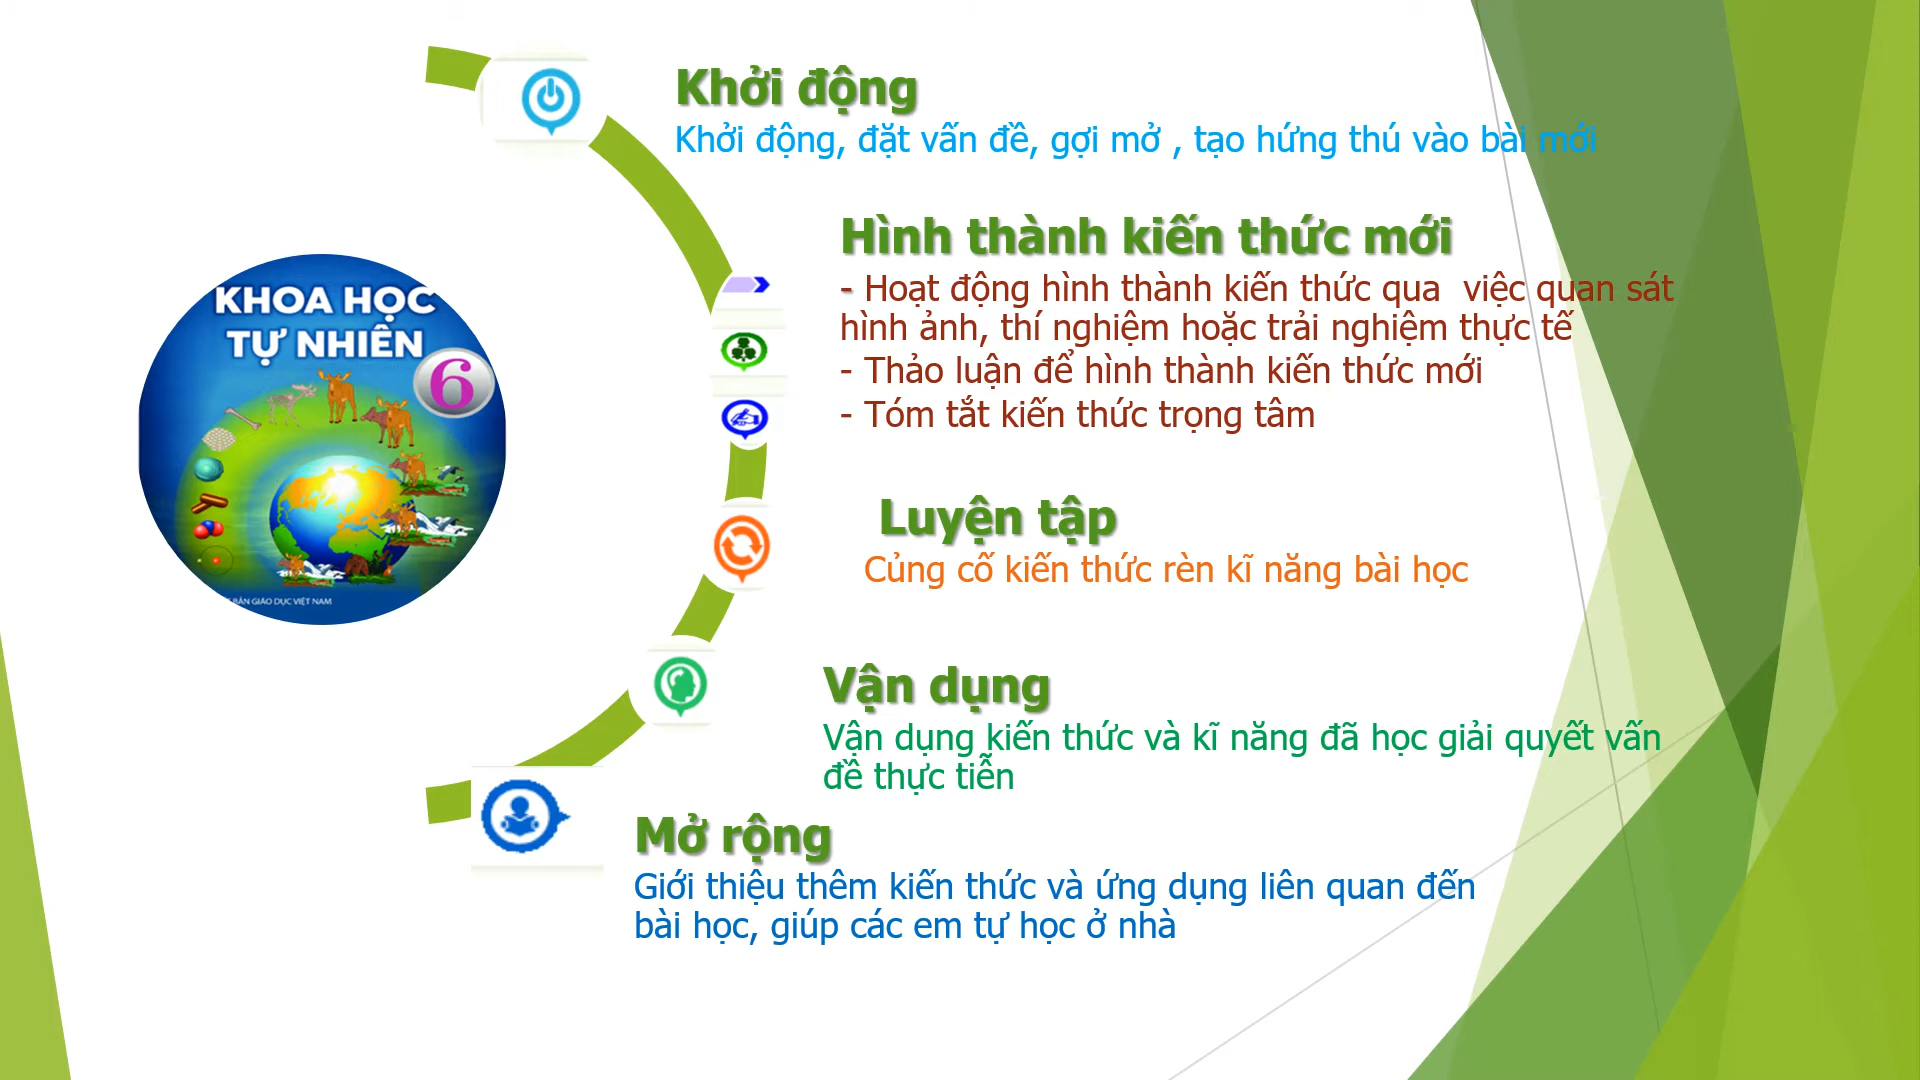 KHOA HỌC
TỰ NHIÊN
6
BẢN GIÁO DỤC VIỆT NAM
Khởi động
Khởi động, đặt vấn đề, gợi mở , tạo hứng thú vào bài mới
Hình thành kiến thức mới
- Hoạt động hình thành kiến thức qua  việc quan sát
hình ảnh, thí nghiệm hoặc trải nghiệm thực tế
- Thảo luận để hình thành kiến thức mới
- Tóm tắt kiến thức trọng tâm
Luyện tập
Củng cố kiến thức rèn kĩ năng bài học
Vận dụng
Vận dụng kiến thức và kĩ năng đã học giải quyết vấn
đề thực tiễn
Mở rộng
Giới thiệu thêm kiến thức và ứng dụng liên quan đến
bài học, giúp các em tự học ở nhà